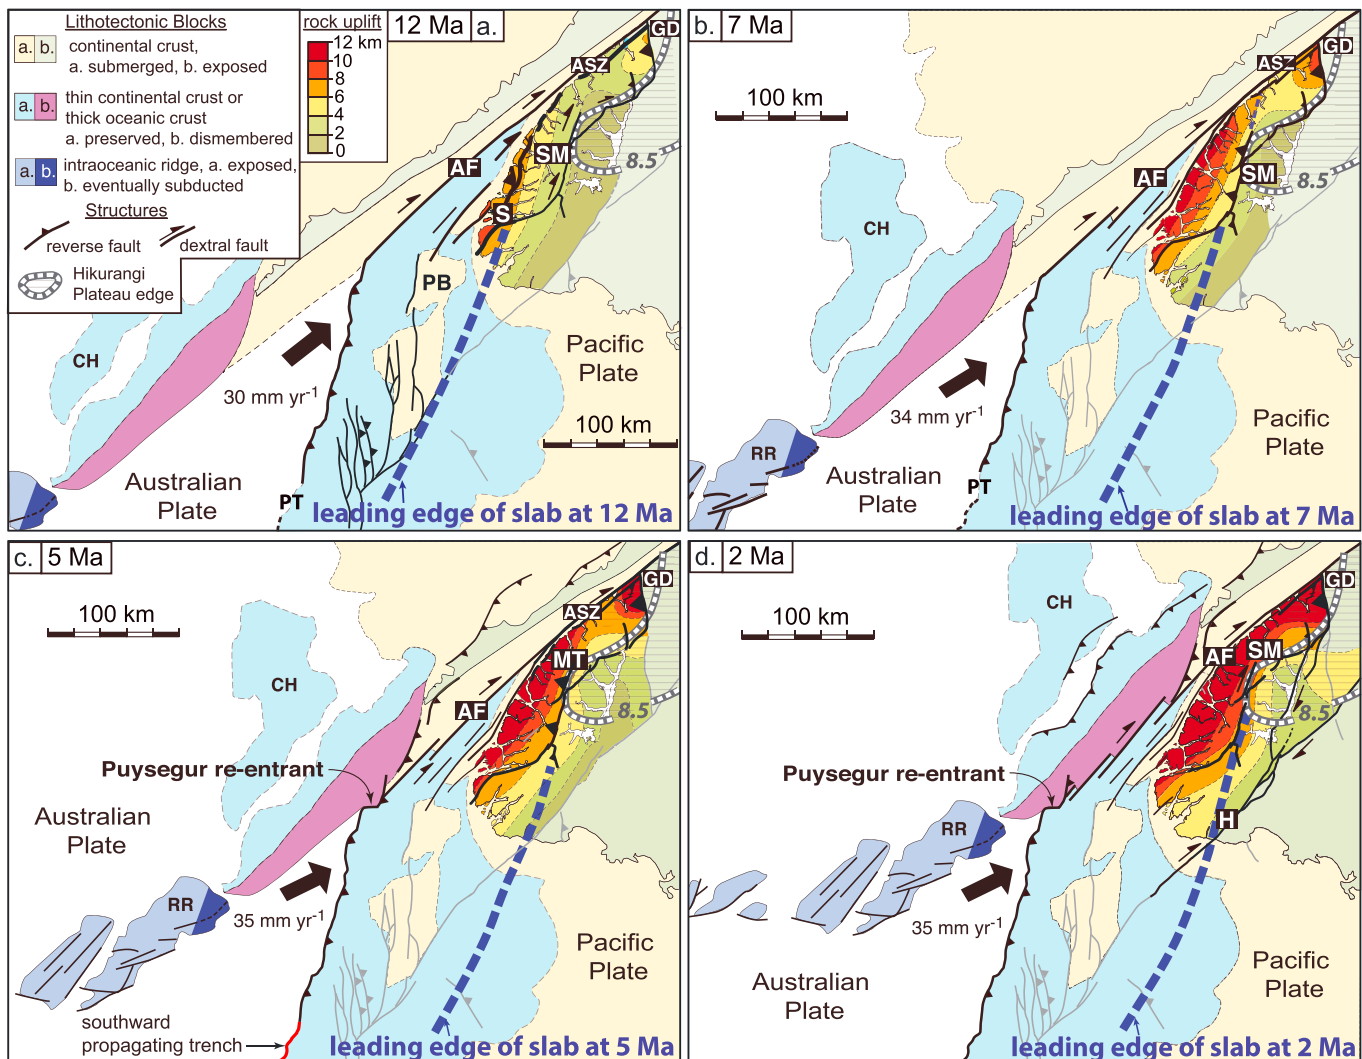 Lithotectonic Blocks
a. b. continental crust,
a. submerged, b. exposed
a. b. thin continental crust or
thick oceanic crust
a. preserved, b. dismembered
a. b. intraoceanic ridge, a. exposed,
b. eventually subducted
Structures
reverse fault dextral fault
Hikurangi
Plateau edge
rock uplift
12 km
10
8
6
4
2
0
12 Ma a.
GD
ASZ
SM
AF
8.5
S
PB
CH
Pacific
Plate
30 mm yr-1
100 km
Australian
Plate
PT
leading edge of slab at 12 Ma
b. 7 Ma
GD
ASZ
100 km
8.5
SM
AF
CH
34 mm yr-1
Pacific
Plate
RR
Australian
Plate
PT
leading edge of slab at 7 Ma
c. 5 Ma
GD
100 km
ASZ
MT
CH
AF
8.5
Puysegur re-entrant
Australian
Plate
RR
35 mm yr-1
Pacific
Plate
southward
propagating trench
leading edge of slab at 5 Ma
d. 2 Ma
GD
CH
100 km
AF
SM
8.5
Puysegur re-entrant
H
RR
35 mm yr-1
Pacific
Plate
Australian
Plate
leading edge of slab at 2 Ma